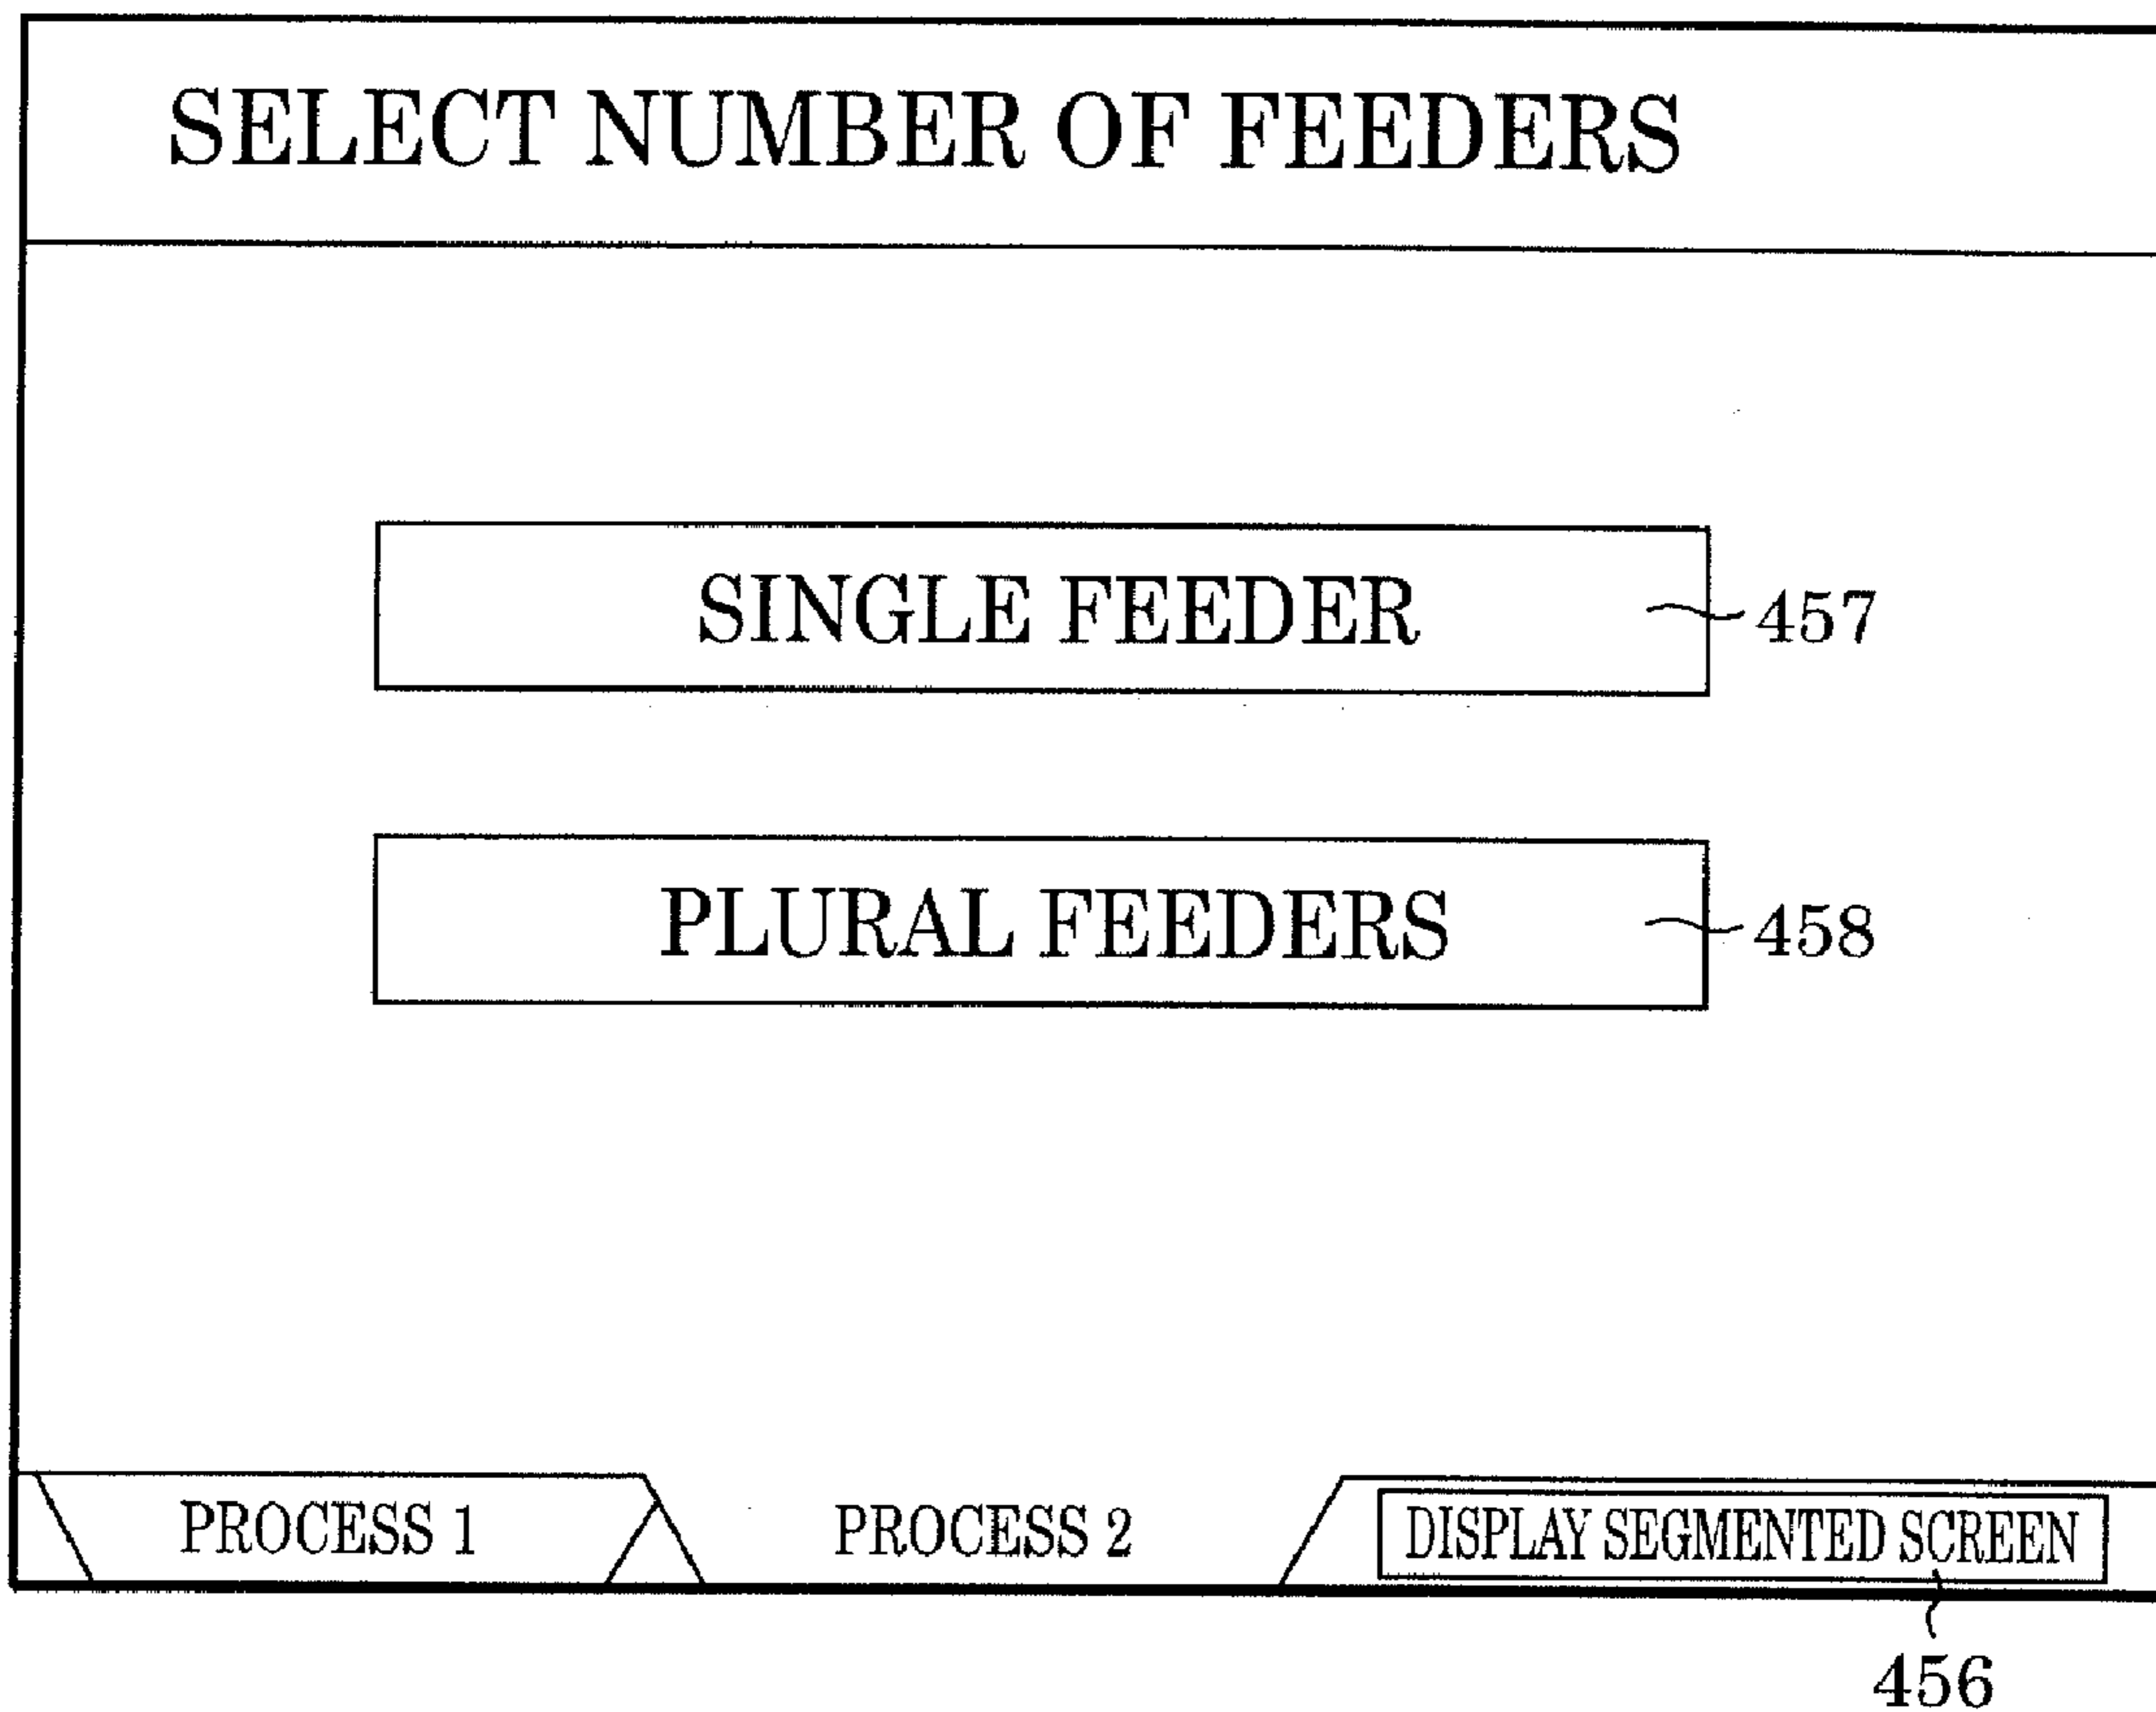 SELECT NUMBER OF FEEDERS
SINGLE FEEDER
457
PLURAL FEEDERS
458
PROCESS 1
PROCESS 2
DISPLAY SEGMENTED SCREEN
456